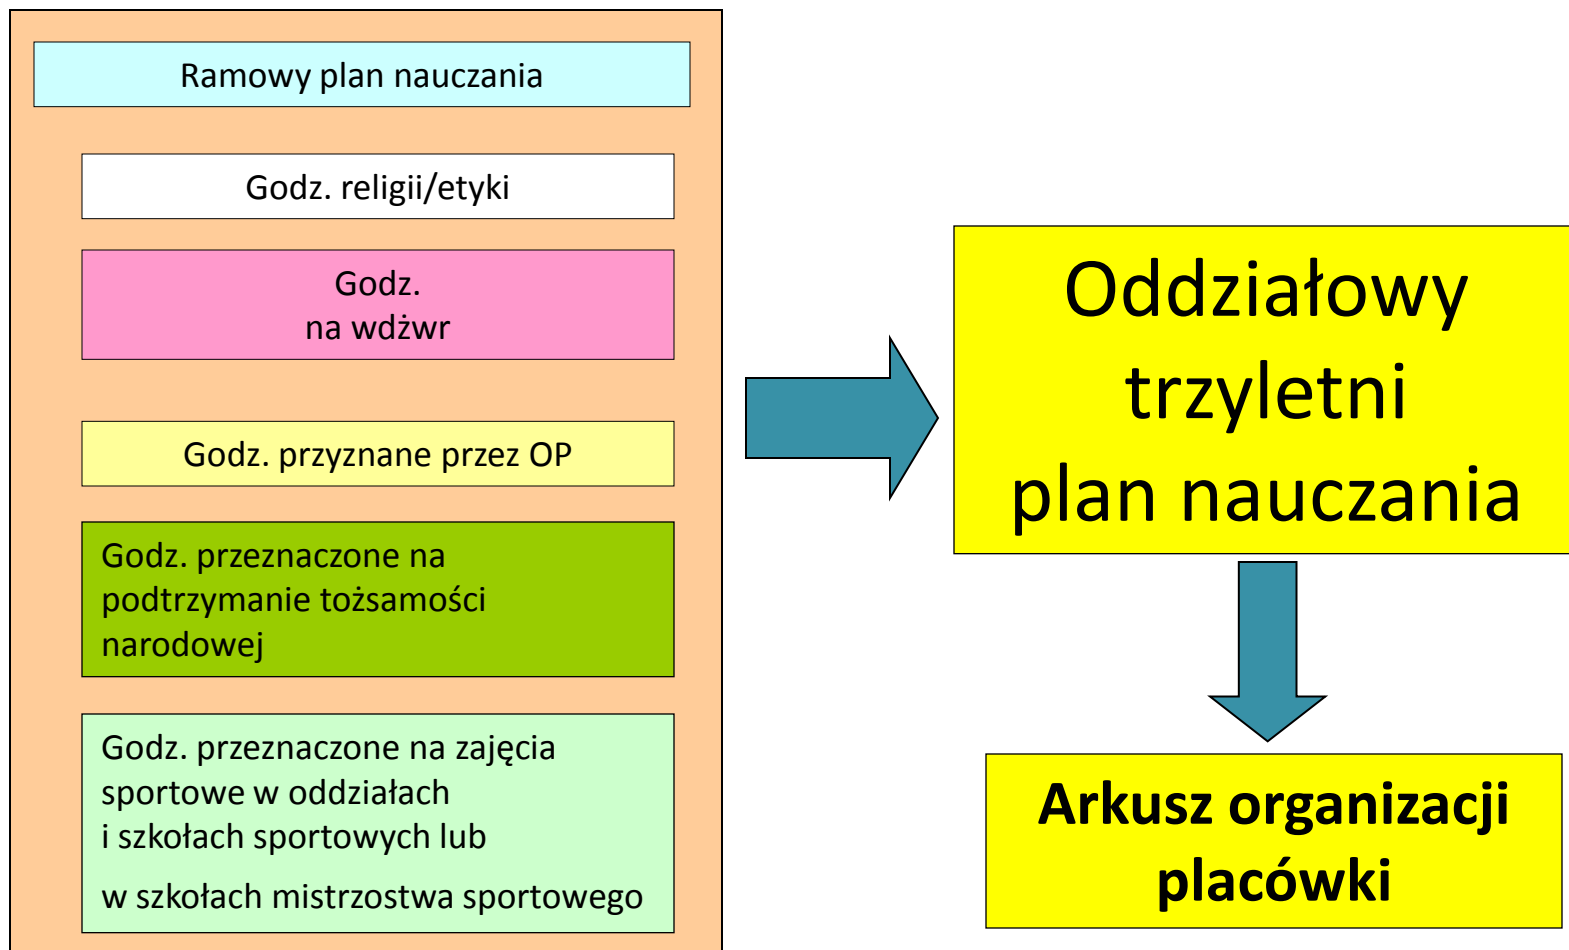 Ramowy plan nauczania
Godz. religii/etyki
Godz.
na wdżwr
Godz. przyznane przez OP
Godz. przeznaczone na
podtrzymanie tożsamości
narodowej
Godz. przeznaczone na zajęcia
sportowe w oddziałach
i szkołach sportowych lub
w szkołach mistrzostwa sportowego
Oddziałowy
trzyletni
plan nauczania
Arkusz organizacji
placówki